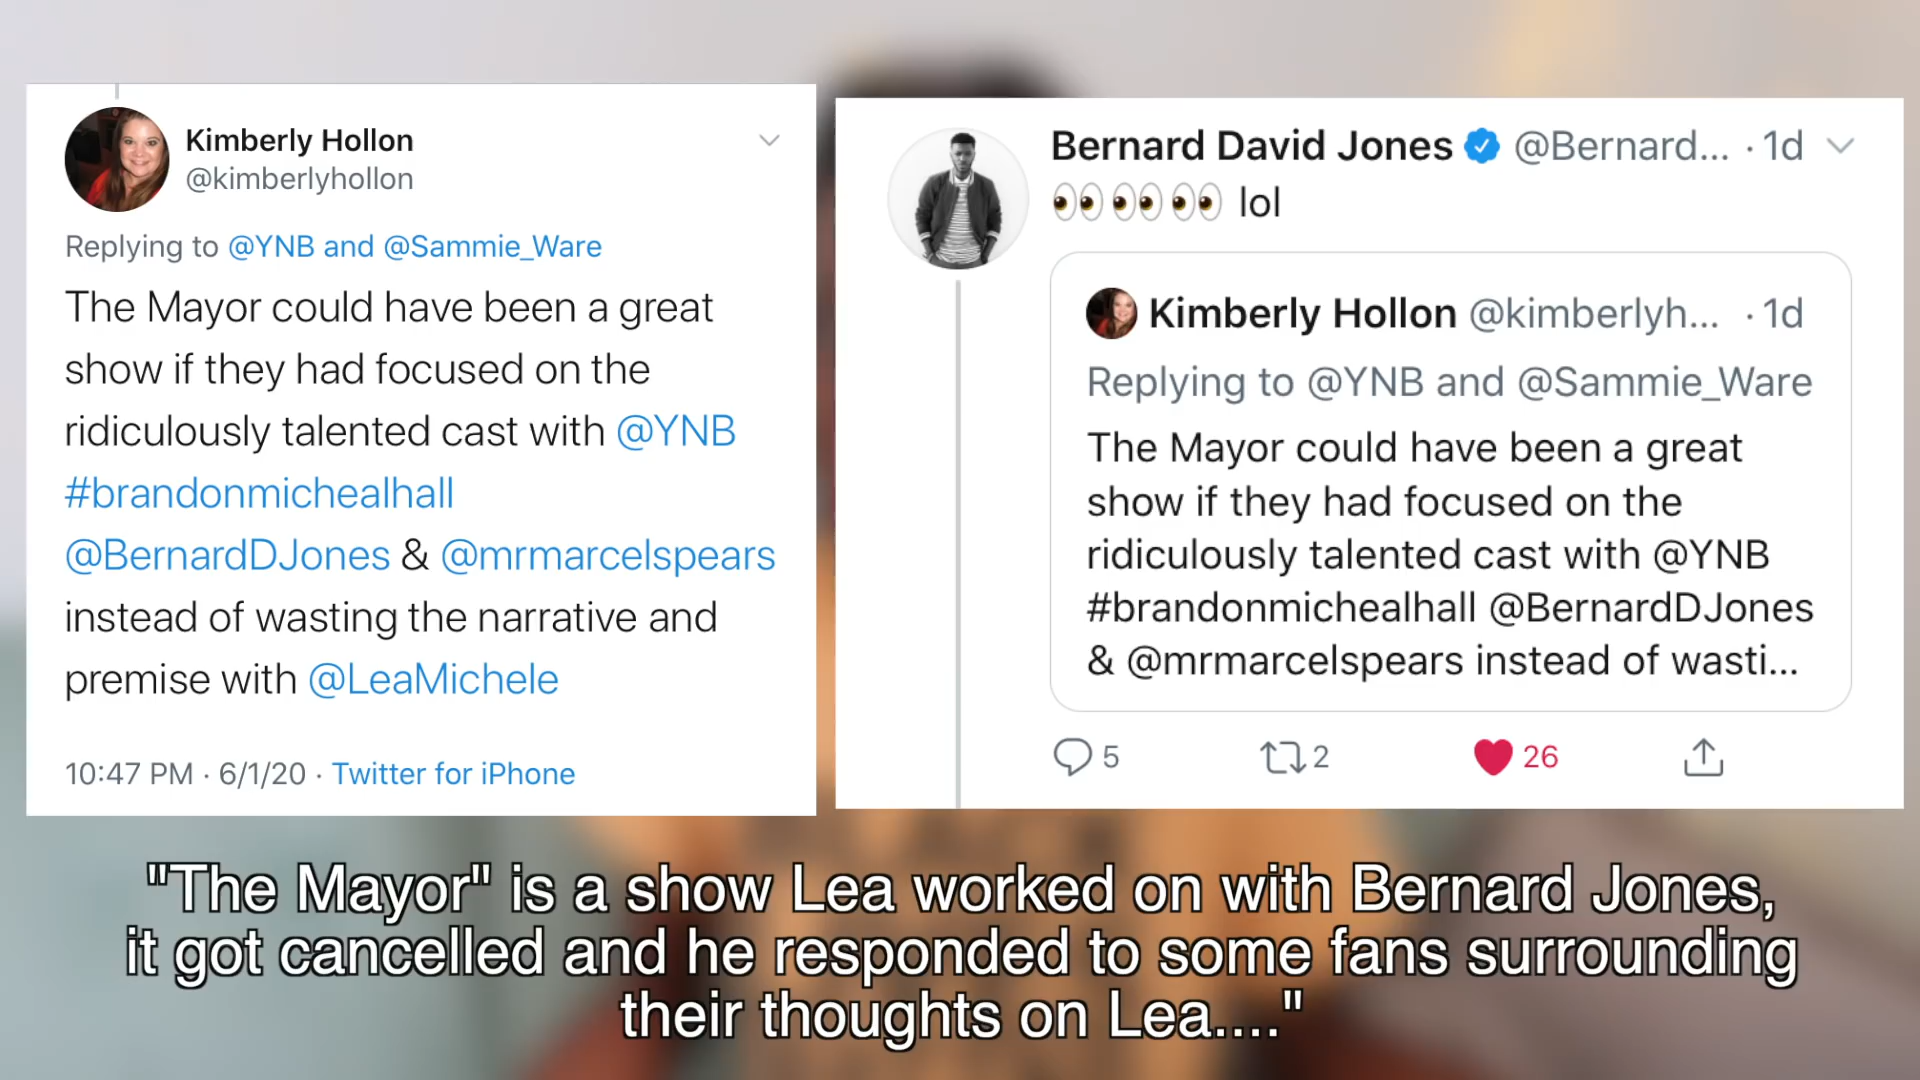 Kimberly Hollon
@kimberlyhollon
Replying to @YNB and @Sammie_Ware
The Mayor could have been a great
show if they had focused on the
ridiculously talented cast with @YNB
#brandonmichealhall
@BernardDJones & @mrmarcelspears
instead of wasting the narrative and
premise with @LeaMichele
10:47 PM · 6/1/20 · Twitter for iPhone
Bernard David Jones @Bernard... · 1d
👀 👀 👀 lol
Kimberly Hollon @kimberlyh... · 1d
Replying to @YNB and @Sammie_Ware
The Mayor could have been a great
show if they had focused on the
ridiculously talented cast with @YNB
#brandonmichealhall @BernardDJones
& @mrmarcelspears instead of wasti...
5 2 26
"The Mayor" is a show Lea worked on with Bernard Jones,
it got cancelled and he responded to some fans surrounding
their thoughts on Lea...."